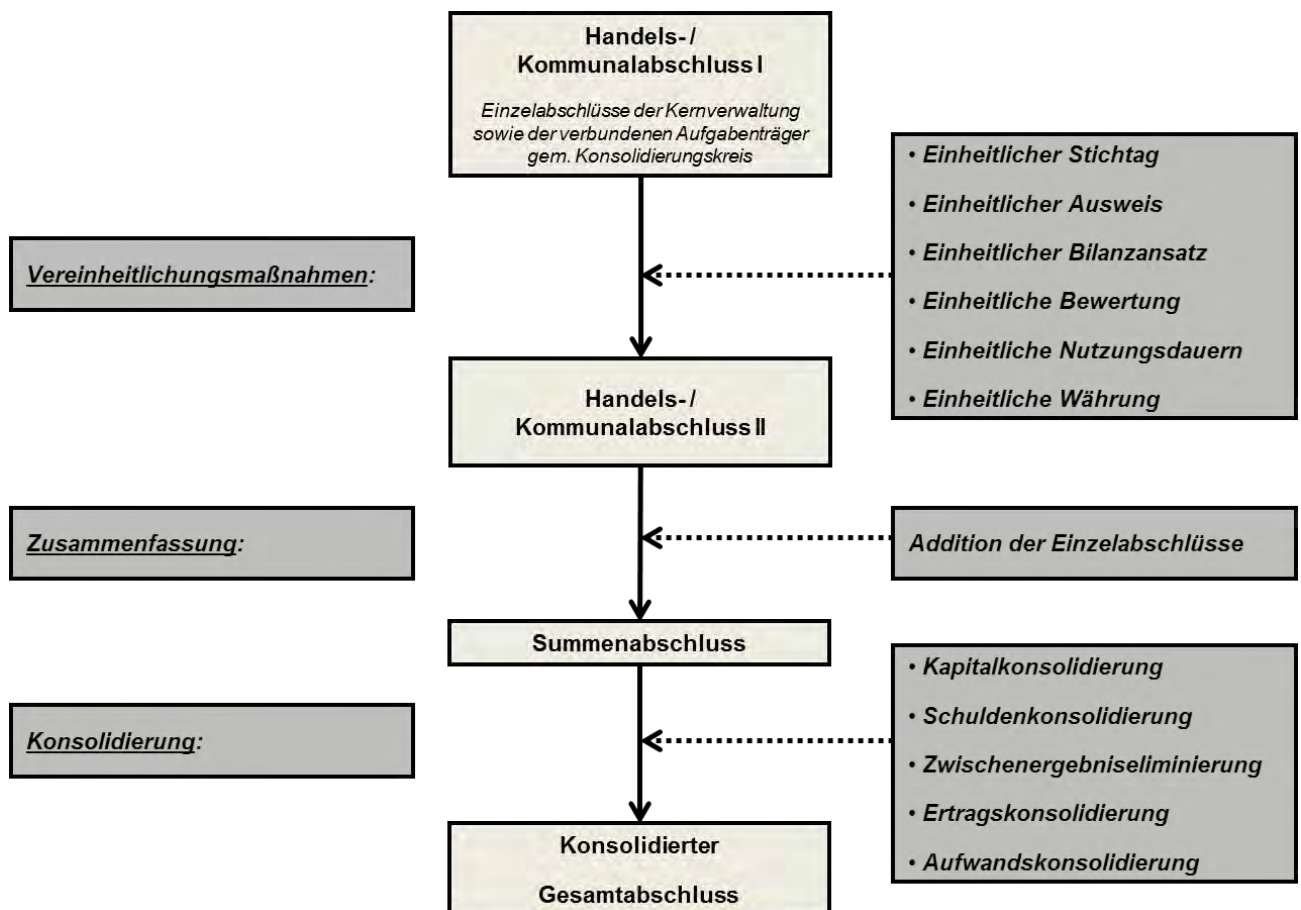 Handels- /
Kommunalabschluss I
Einzelabschlüsse der Kernverwaltung
sowie der verbundenen Aufgabenträger
gem. Konsolidierungskreis
Vereinheitlichungsmaßnahmen:
• Einheitlicher Stichtag
• Einheitlicher Ausweis
• Einheitlicher Bilanzansatz
• Einheitliche Bewertung
• Einheitliche Nutzungsdauern
• Einheitliche Währung
Handels- /
Kommunalabschluss II
Zusammenfassung:
Addition der Einzelabschlüsse
Summenabschluss
Konsolidierung:
• Kapitalkonsolidierung
• Schuldenkonsolidierung
• Zwischenergebniseliminierung
• Ertragskonsolidierung
• Aufwandskonsolidierung
Konsolidierter
Gesamtabschluss